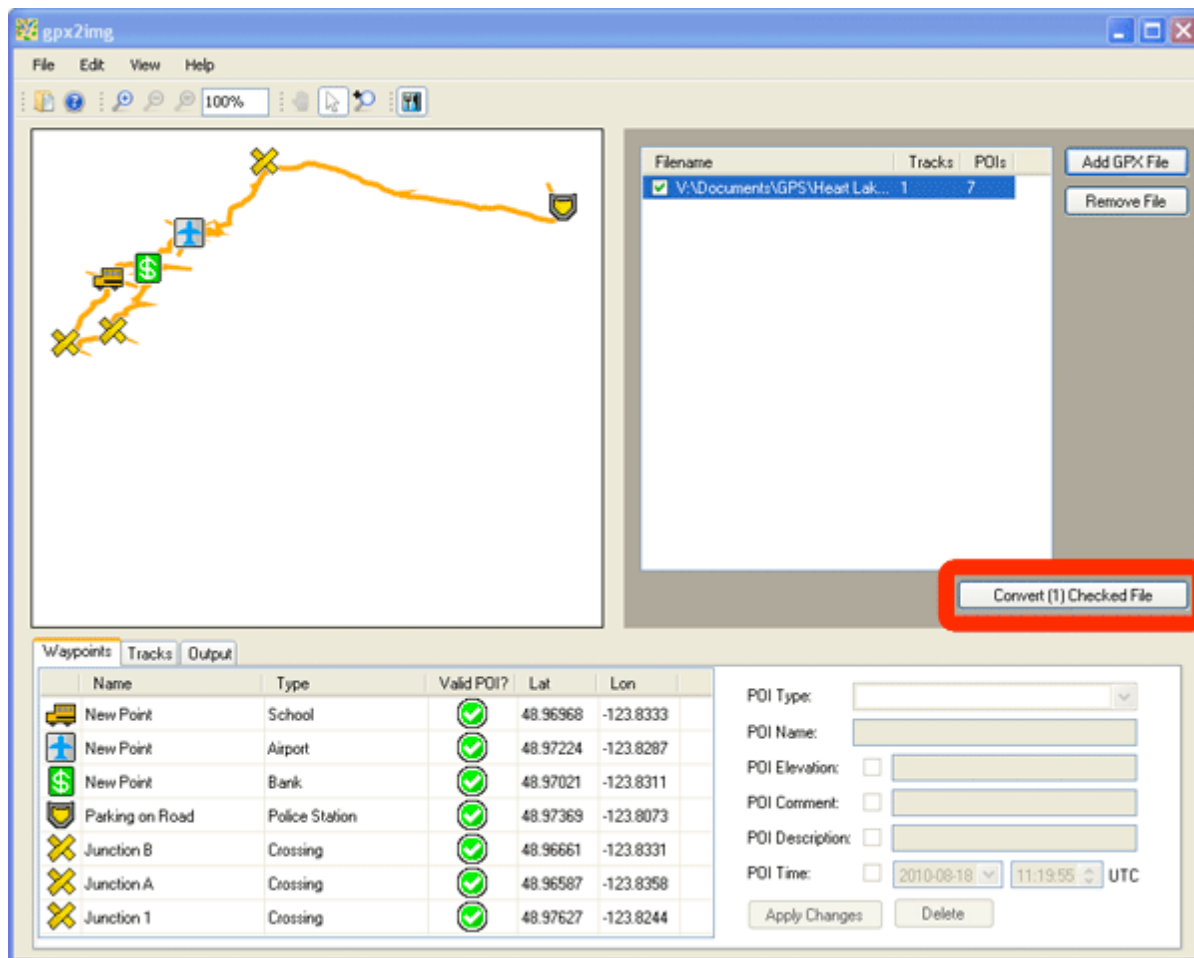 gpx2img
File Edit View Help
100%
Filename Tracks POIs
V:\Documents\GPS\Heart Lak... 1 7
Add GPX File
Remove File
Convert (1) Checked File
Waypoints Tracks Output
Name Type Valid POI? Lat Lon
New Point School 48.96968 -123.8333
New Point Airport 48.97224 -123.8287
$ New Point Bank 48.97021 -123.8311
Parking on Road Police Station 48.97369 -123.8073
Junction B Crossing 48.96661 -123.8331
Junction A Crossing 48.96587 -123.8358
Junction 1 Crossing 48.97627 -123.8244
POI Type:
POI Name:
POI Elevation:
POI Comment:
POI Description:
POI Time: 2010-08-18 11:19:55 UTC
Apply Changes Delete